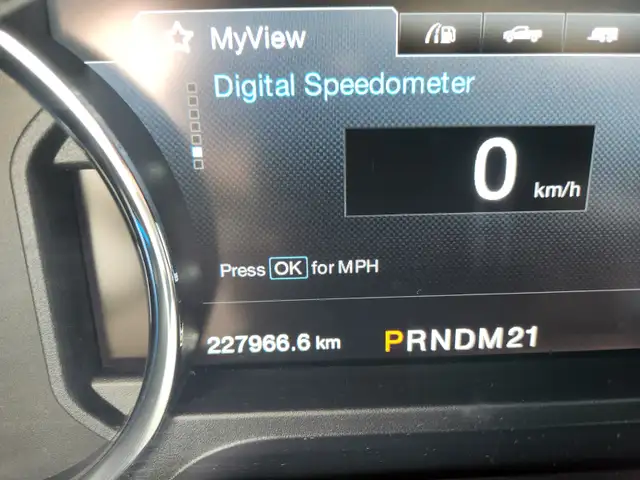 MyView
Digital Speedometer
0 km/h
Press OK for MPH
227966.6 km PRNDM21